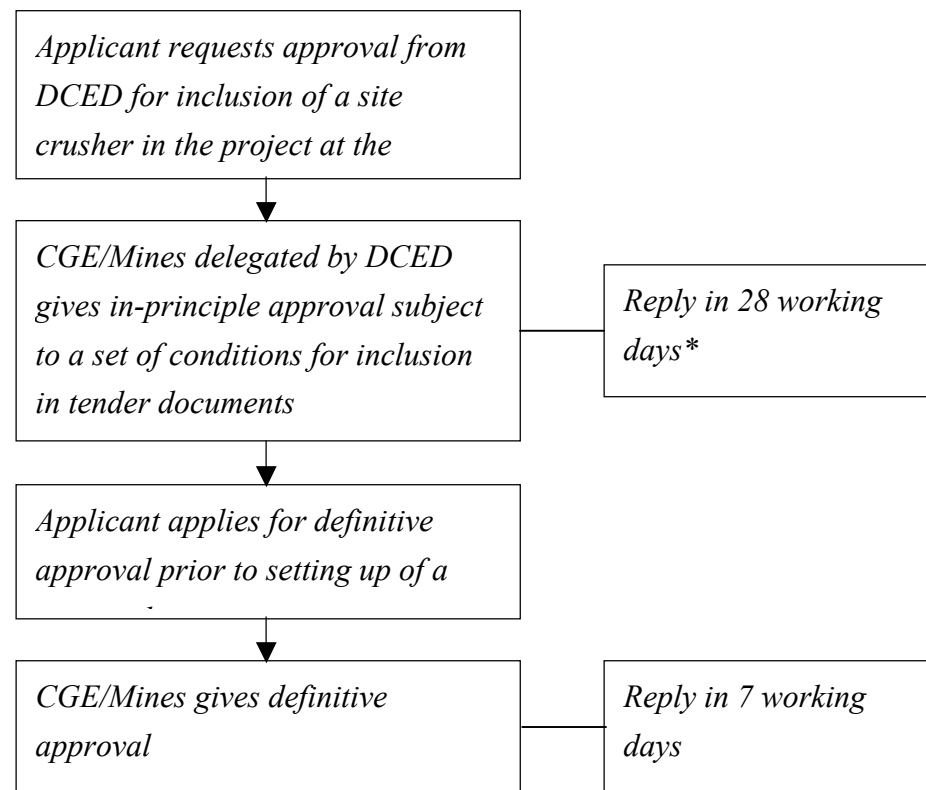 Applicant requests approval from
DCED for inclusion of a site
crusher in the project at the
CGE/Mines delegated by DCED
gives in-principle approval subject
to a set of conditions for inclusion
in tender documents
Reply in 28 working
days*
Applicant applies for definitive
approval prior to setting up of a
CGE/Mines gives definitive
approval
Reply in 7 working
days